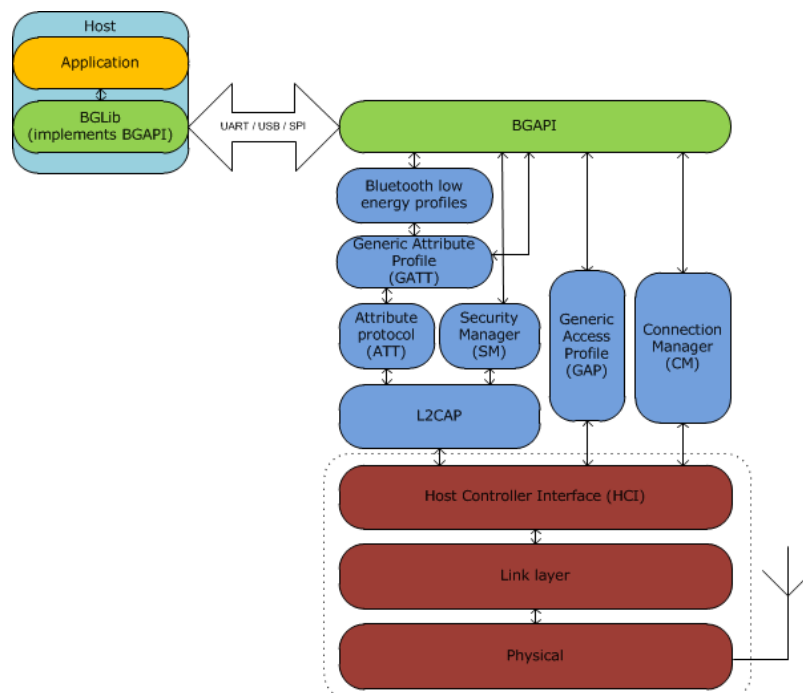 Host
Application
BGLib
(implements BGAPI)
UART / USB / SPI
BGAPI
Bluetooth low
energy profiles
Generic Attribute
Profile
(GATT)
Attribute
protocol
(ATT)
Security
Manager
(SM)
Generic
Access
Profile
(GAP)
Connection
Manager
(CM)
L2CAP
Host Controller Interface (HCI)
Link layer
Physical